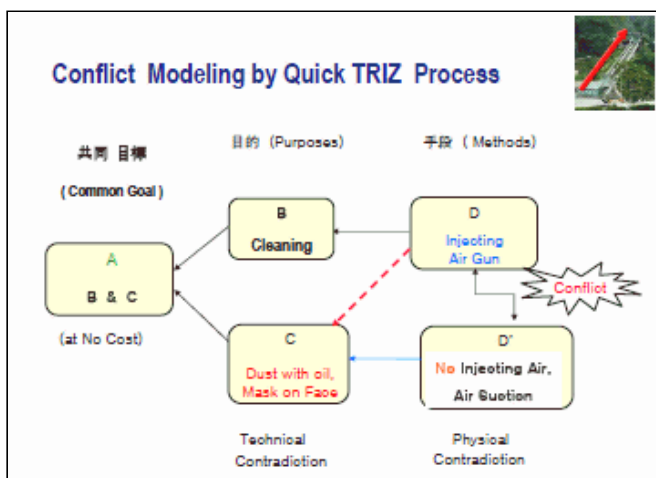 Conflict Modeling by Quick TRIZ Process
共同 目標
( Common Goal )
目的 (Purposes)
手段 ( Methods)
A
B & C
(at No Cost)
B
Cleaning
D
Injecting
Air Gun
Conflict
C
Dust with oil,
Mask on Face
D'
No Injecting Air,
Air Suction
Technical
Contradiction
Physical
Contradiction